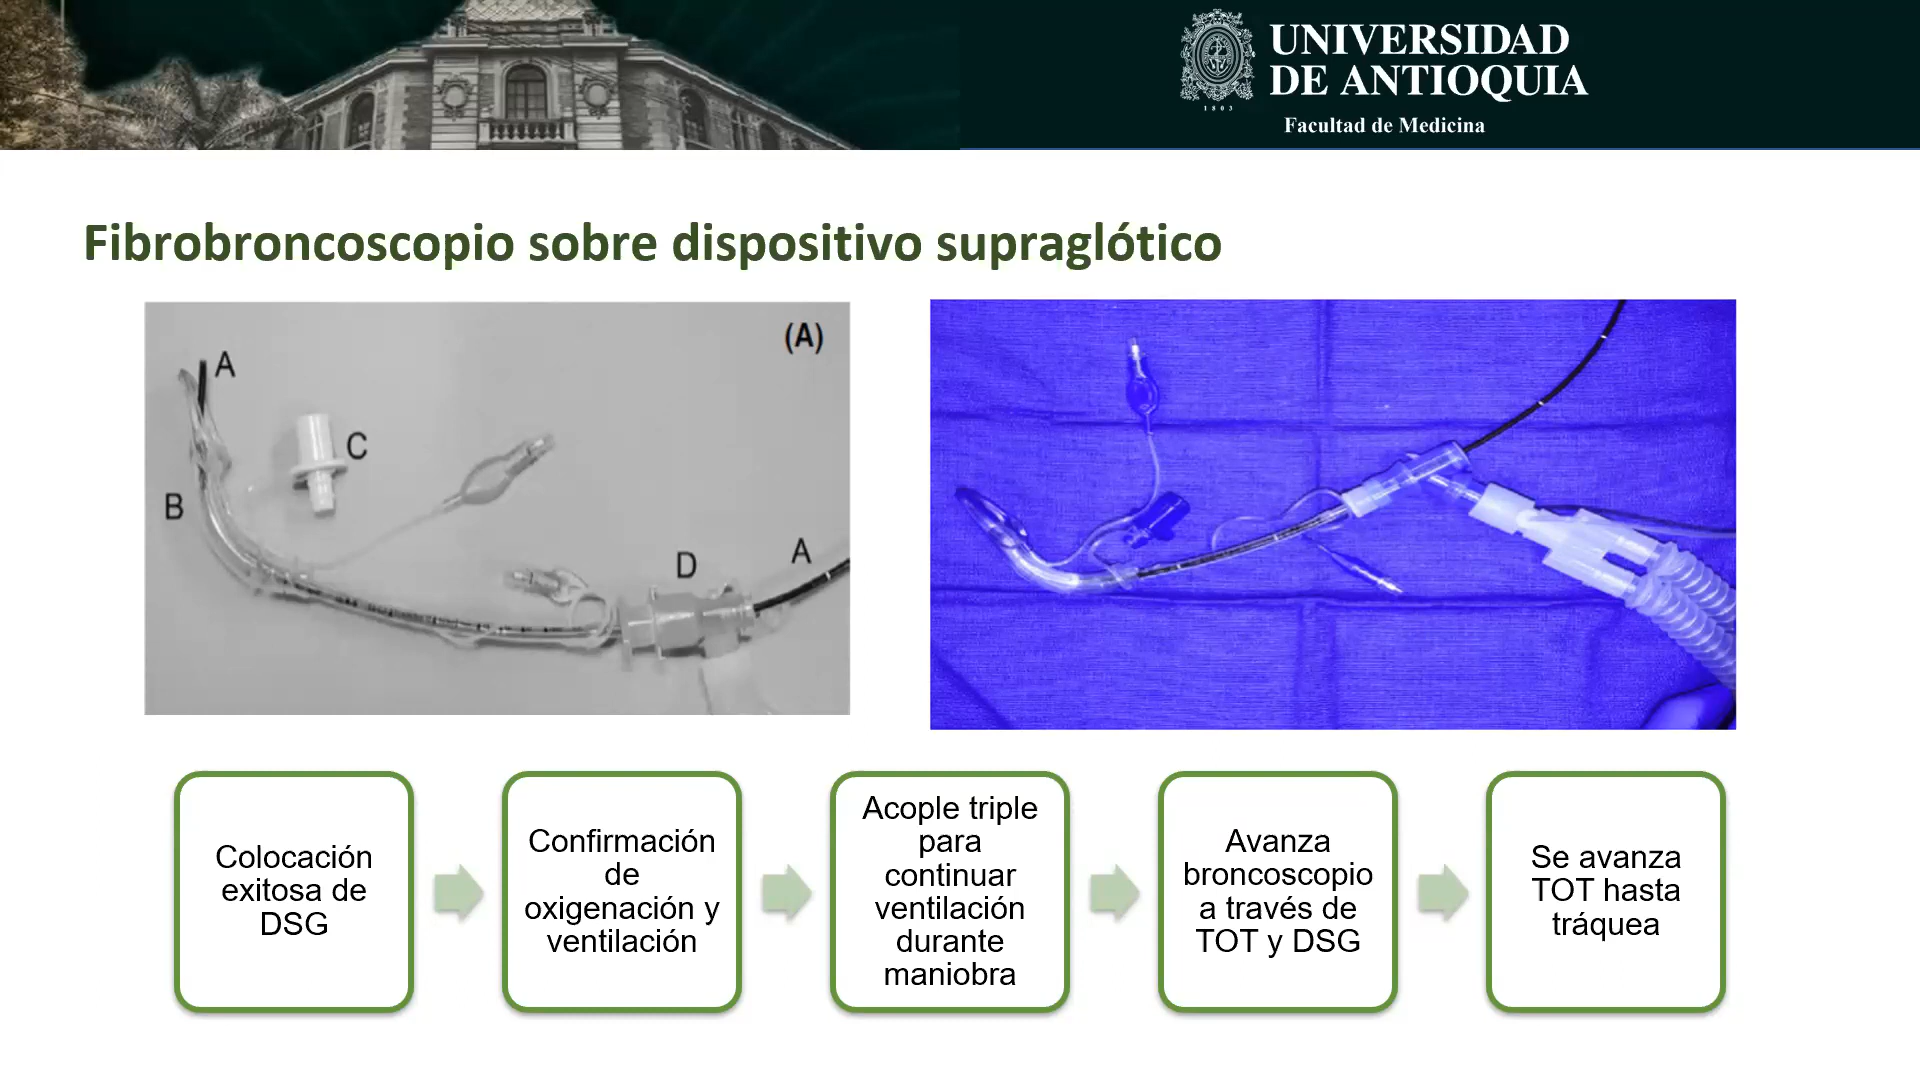 UNIVERSIDAD
DE ANTIOQUIA
1803
Facultad de Medicina
Fibrobroncoscopio sobre dispositivo supraglótico
(A)
A
C
B
D
A
Colocación
exitosa de
DSG
Confirmación
de
oxigenación y
ventilación
Acople triple
para
continuar
ventilación
durante
maniobra
Avanza
broncoscopio
a través de
TOT y DSG
Se avanza
TOT hasta
tráquea